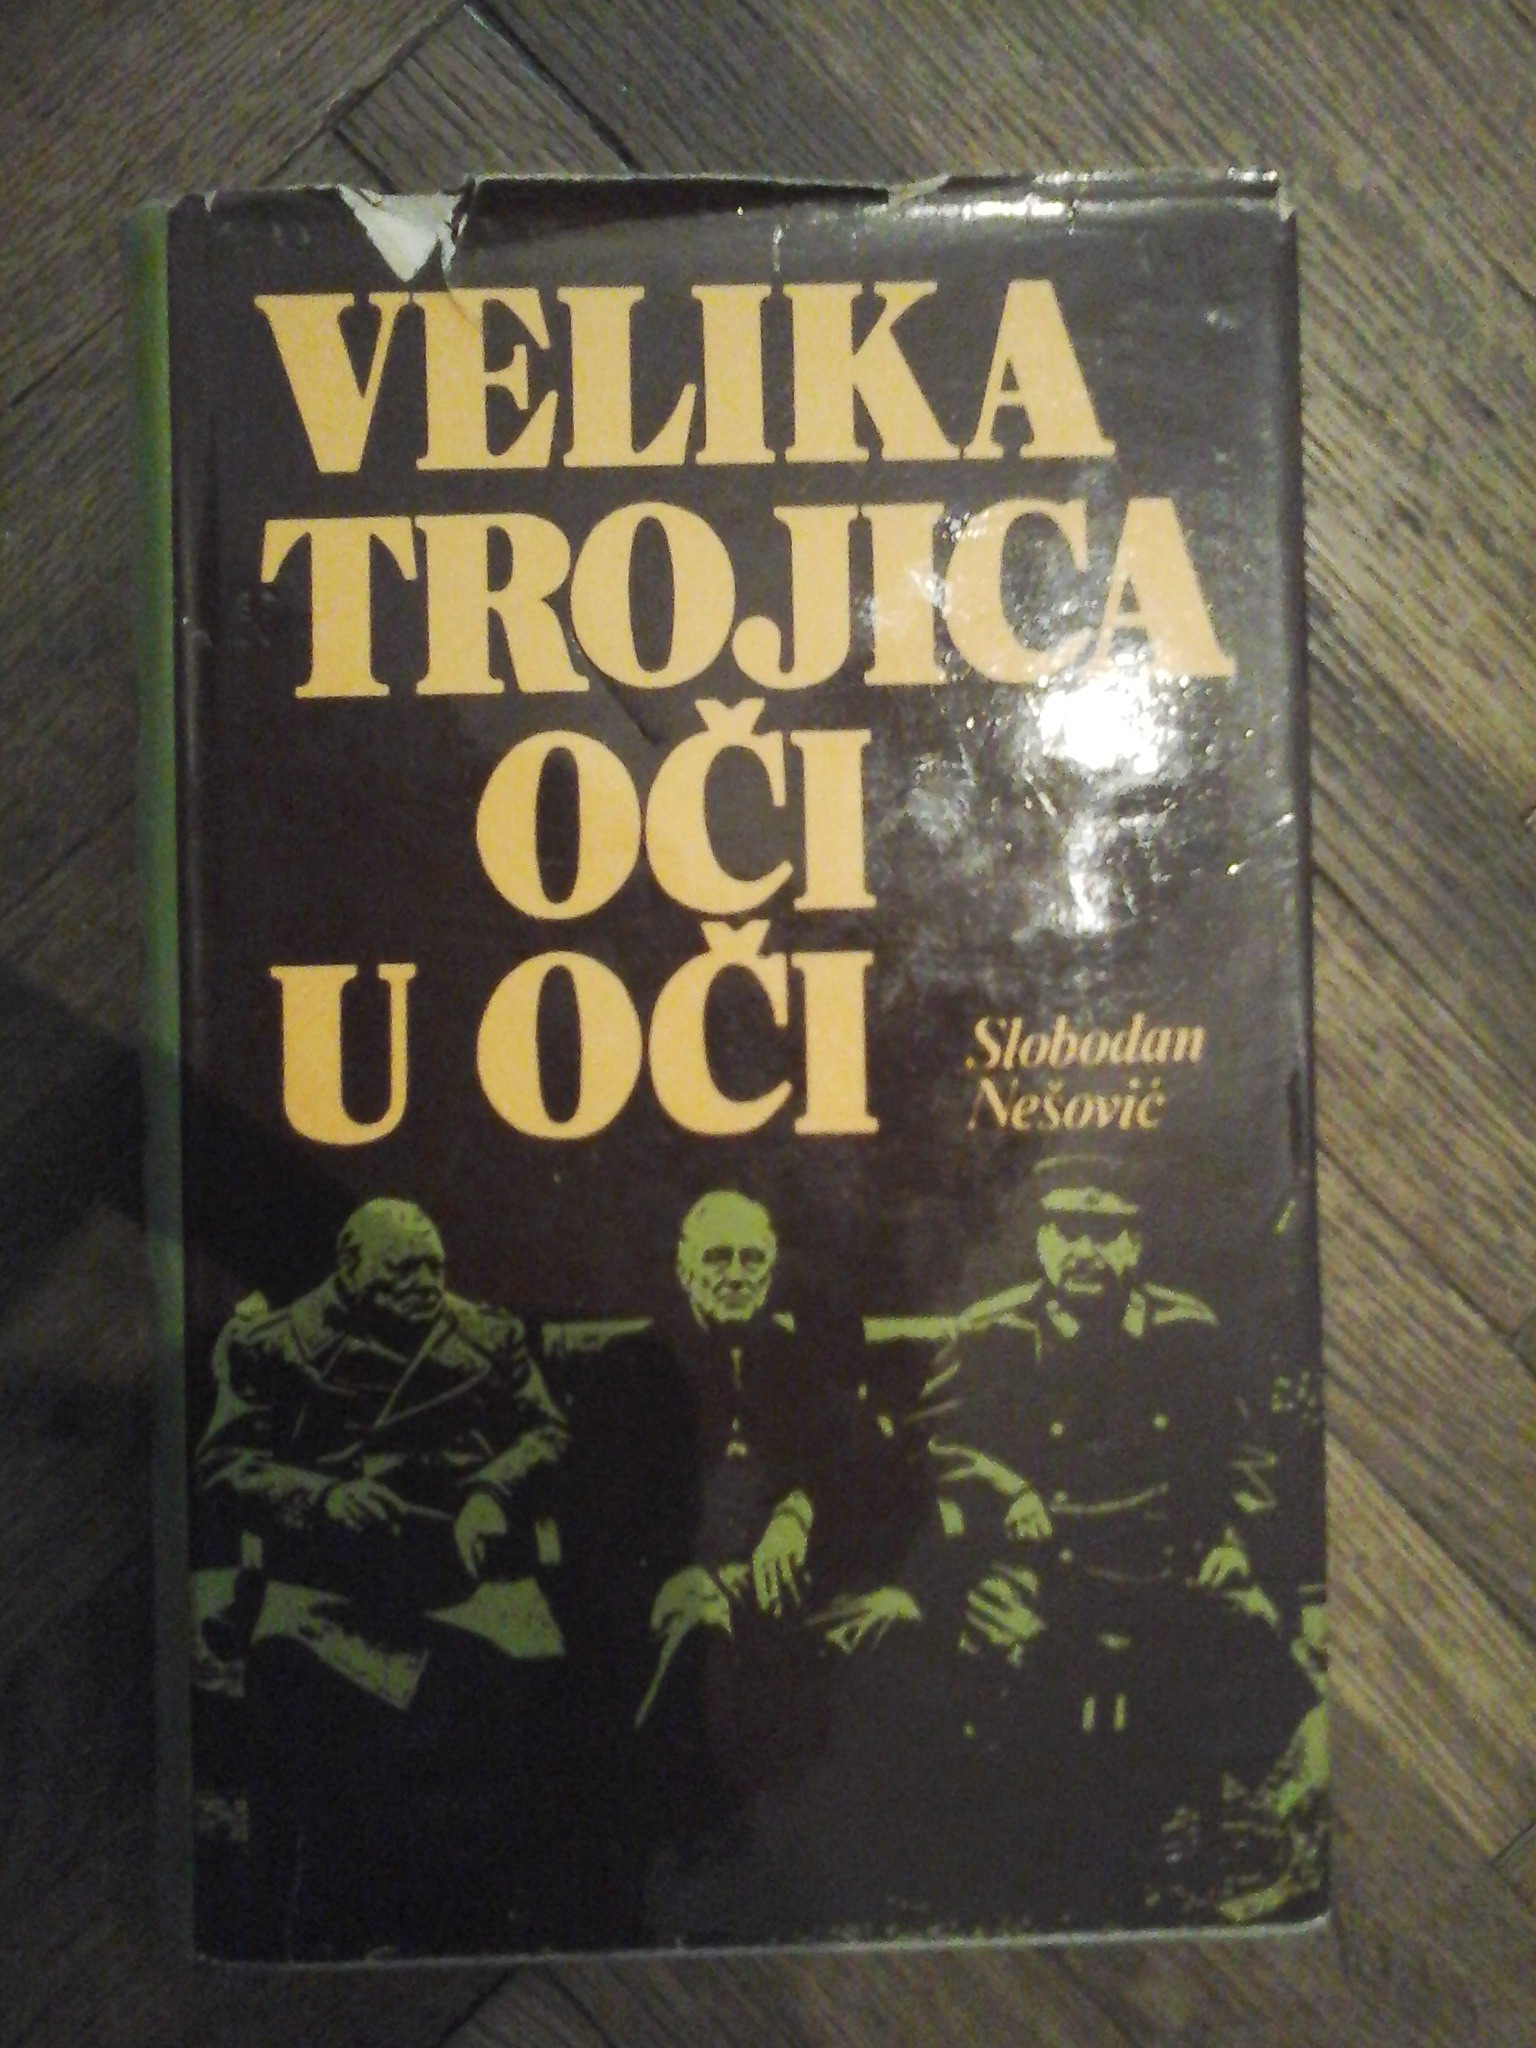 VELIKA
TROJICA
OČI
U OČI
Slobodan
Nešović